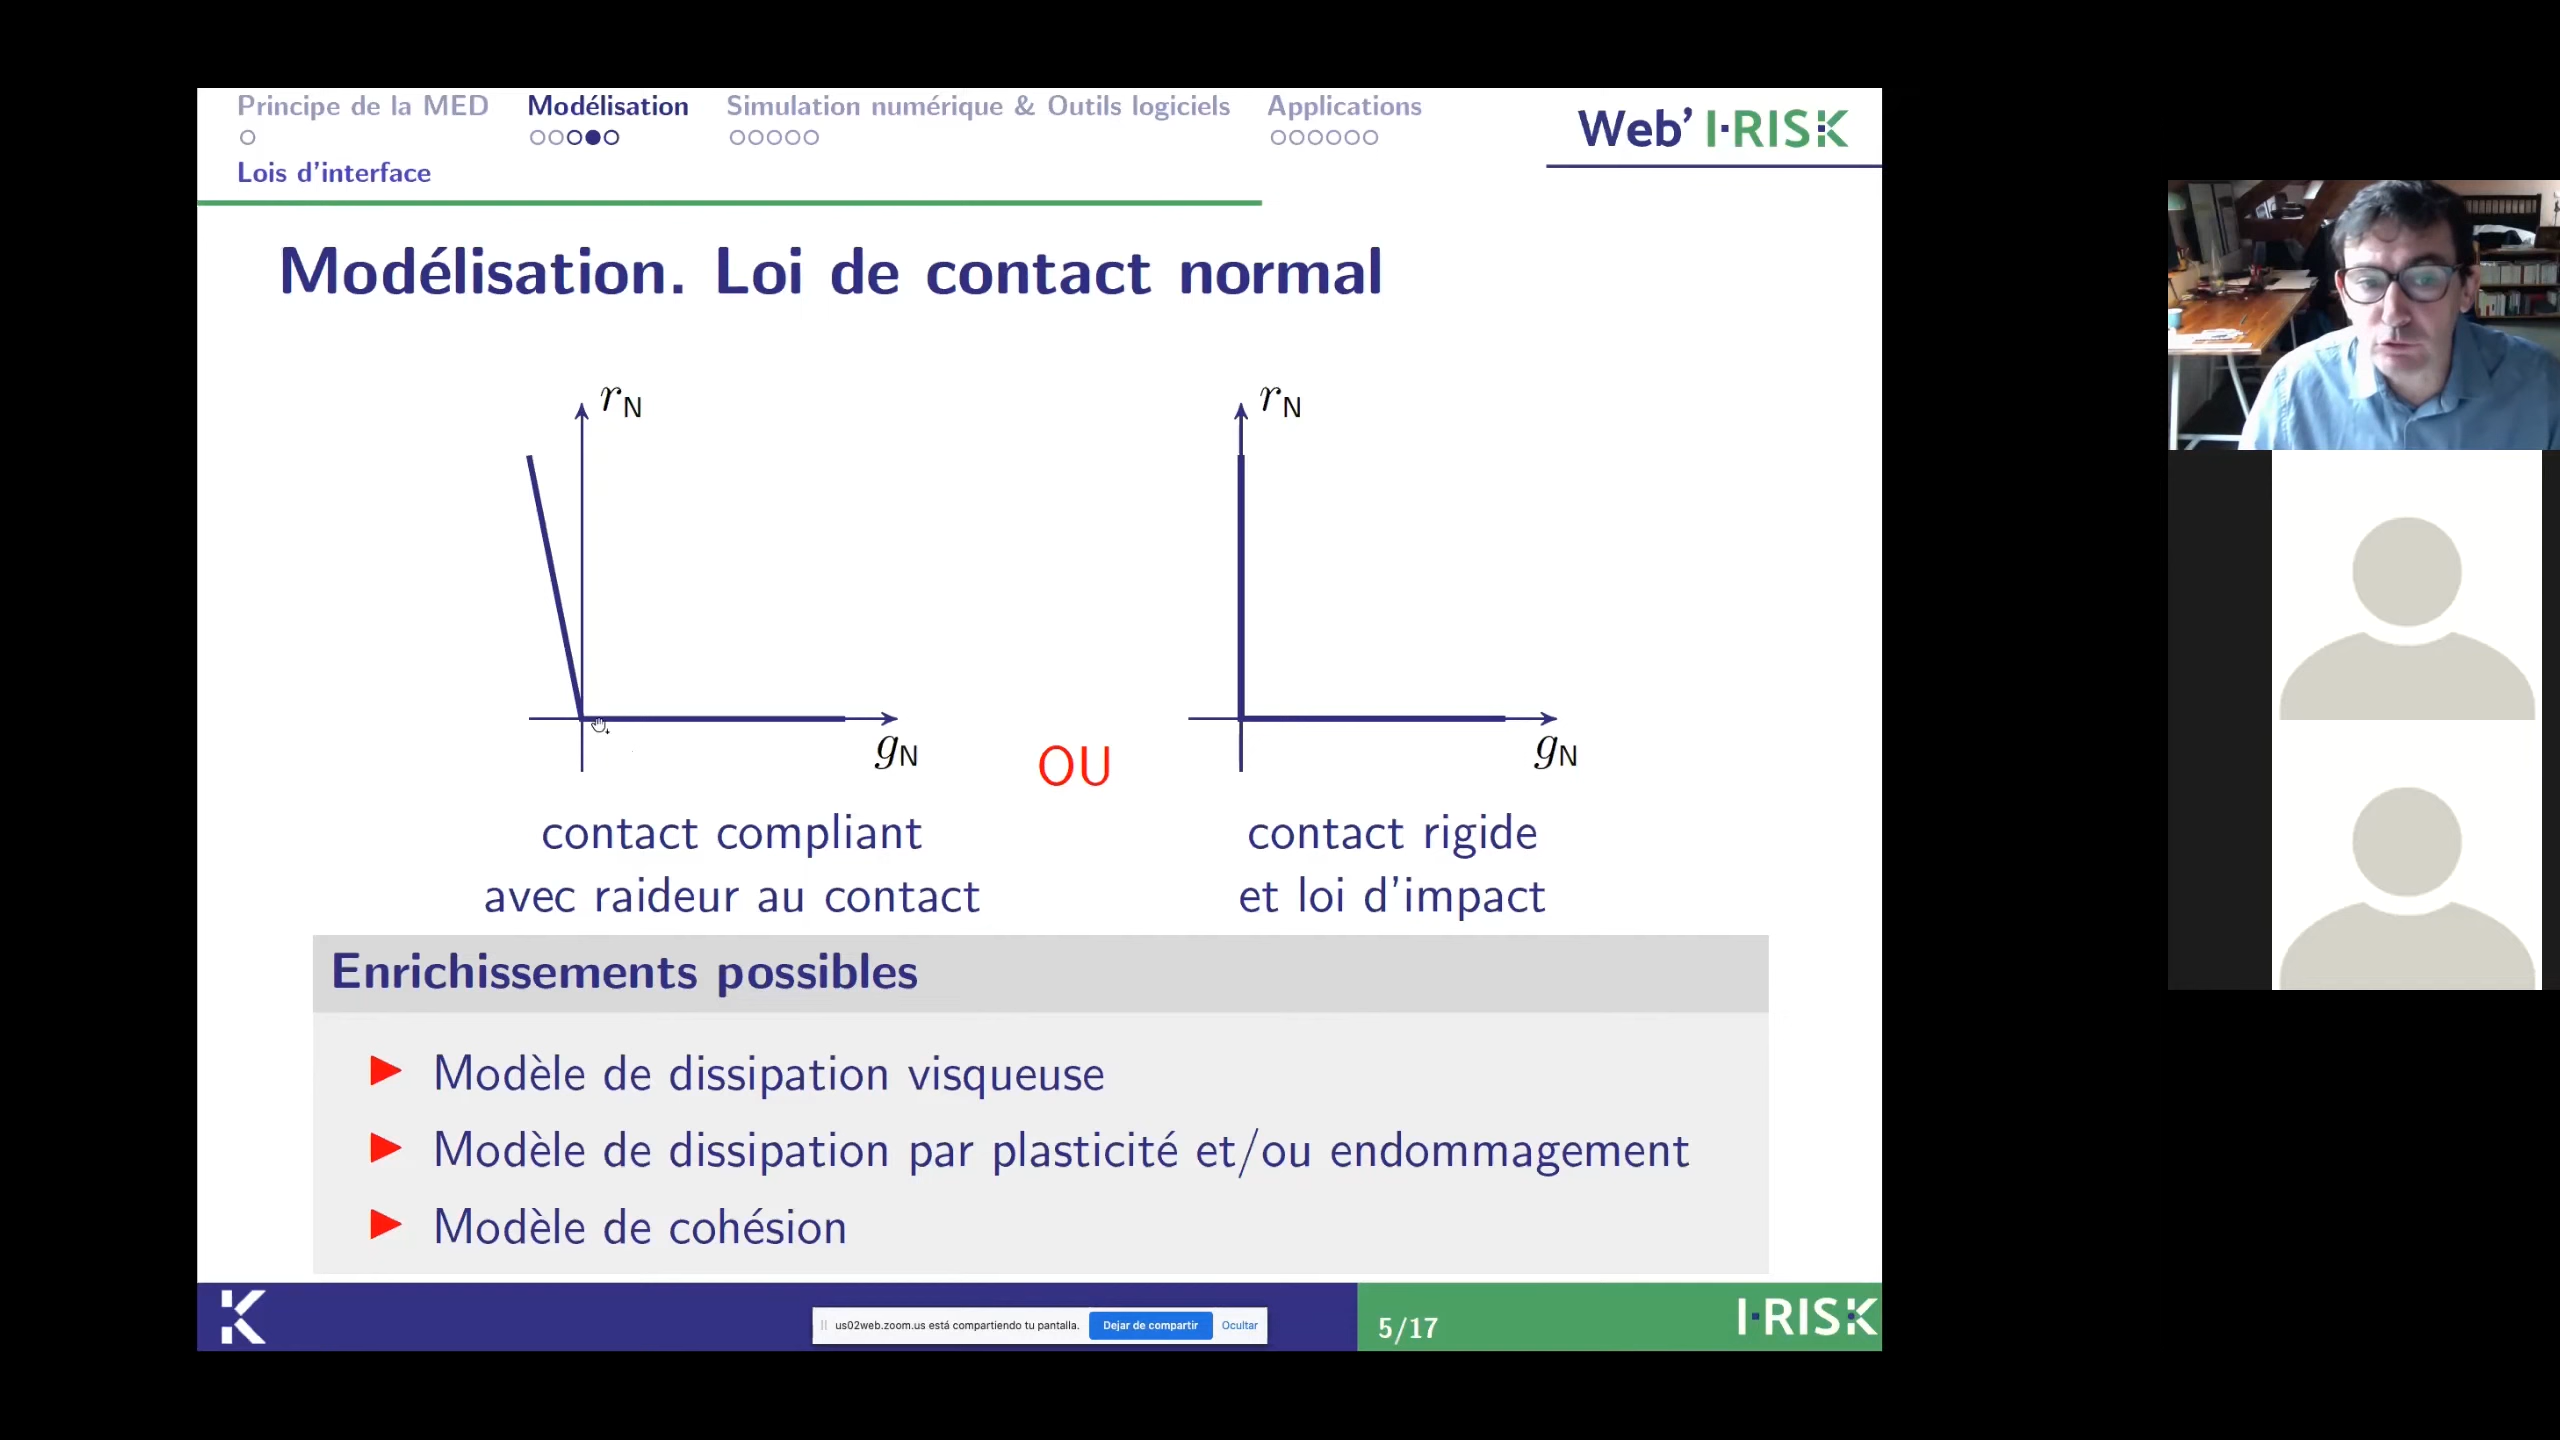 Principe de la MED
Modélisation
Simulation numérique & Outils logiciels
Applications
Web' I·RISK
Lois d'interface
Modélisation. Loi de contact normal
rN
rN
gN
gN
OU
contact compliant
avec raideur au contact
contact rigide
et loi d'impact
Enrichissements possibles
Modèle de dissipation visqueuse
Modèle de dissipation par plasticité et/ou endommagement
Modèle de cohésion
us02web.zoom.us está compartiendo tu pantalla.
Dejar de compartir
Ocultar
5/17
I·RISK